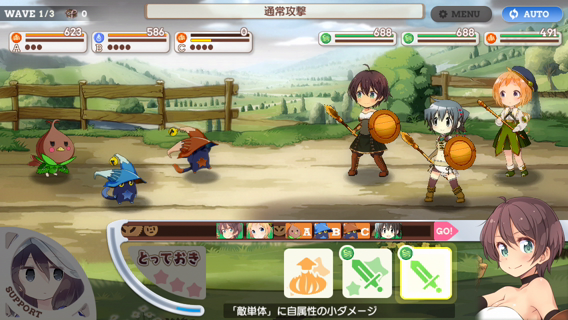 WAVE 1/3 0
通常攻撃
MENU
AUTO
623
A
586
B
0
C
688
688
491
A B C GO!
とっておき
SUPPORT
「敵単体」に自属性の小ダメージ